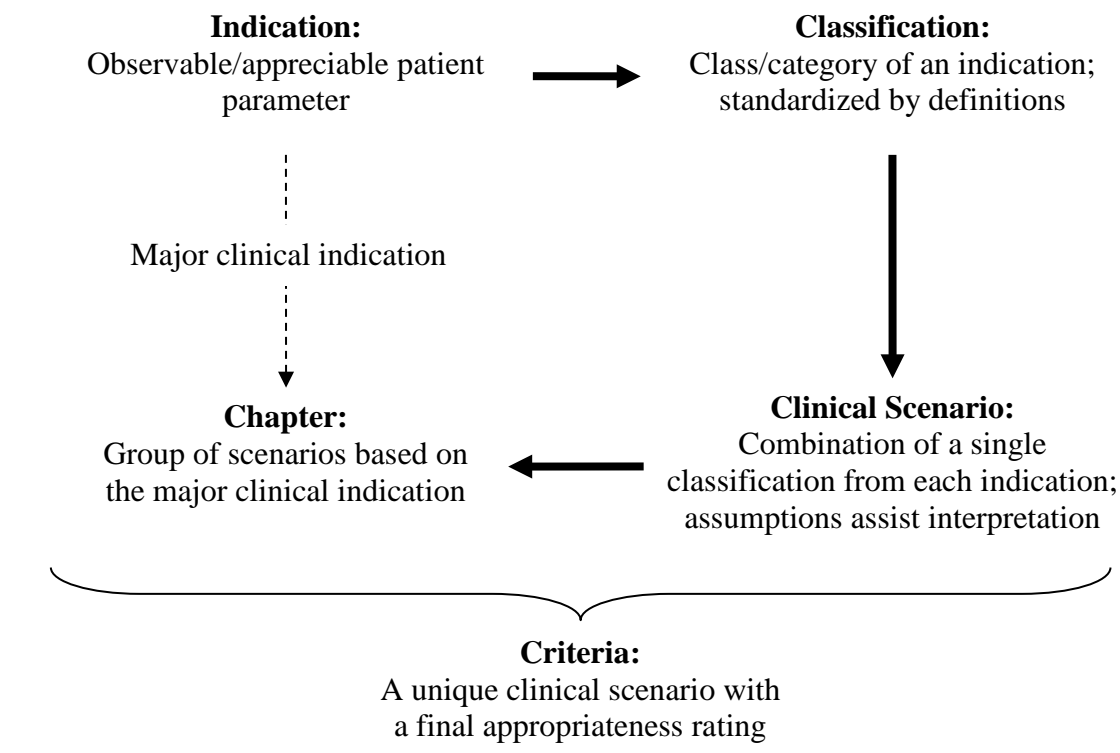 Indication:
Observable/appreciable patient
parameter
Classification:
Class/category of an indication;
standardized by definitions
Major clinical indication
Chapter:
Group of scenarios based on
the major clinical indication
Clinical Scenario:
Combination of a single
classification from each indication;
assumptions assist interpretation
Criteria:
A unique clinical scenario with
a final appropriateness rating